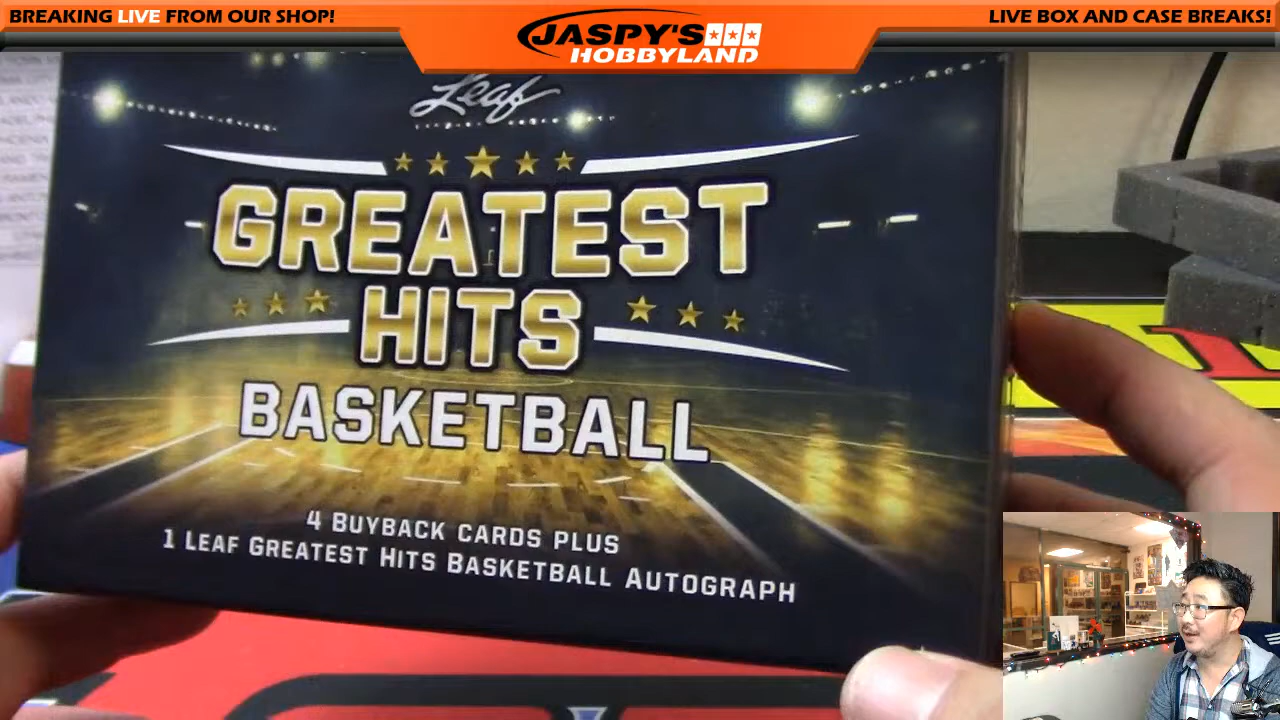 BREAKING LIVE FROM OUR SHOP!
JASPY'S
HOBBYLAND
LIVE BOX AND CASE BREAKS!
Leaf
GREATEST
HITS
BASKETBALL
4 BUYBACK CARDS PLUS
1 LEAF GREATEST HITS BASKETBALL AUTOGRAPH